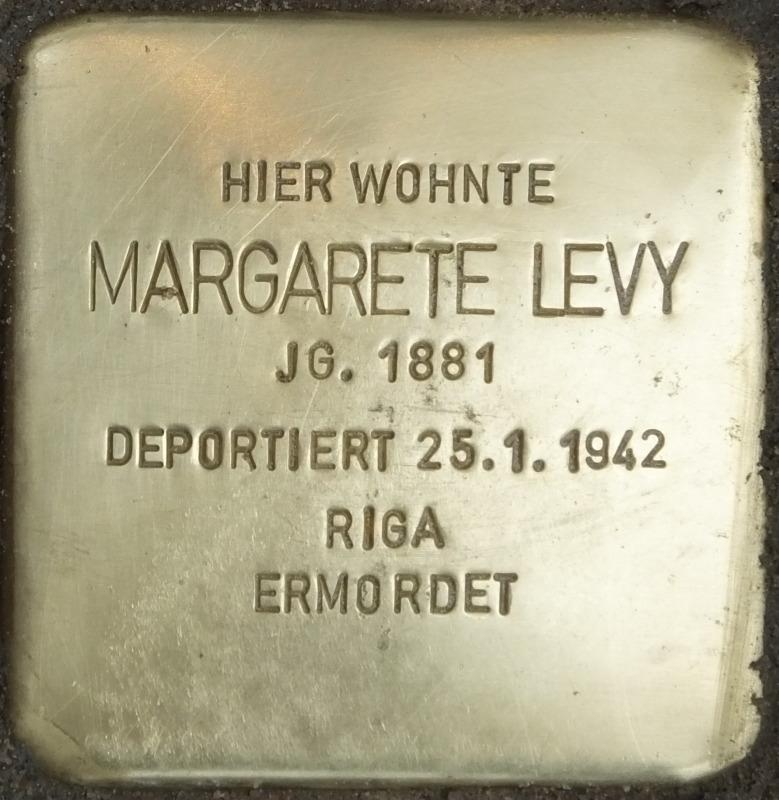 HIER WOHNTE
MARGARETE LEVY
JG. 1881
DEPORTIERT 25.1.1942
RIGA
ERMORDET